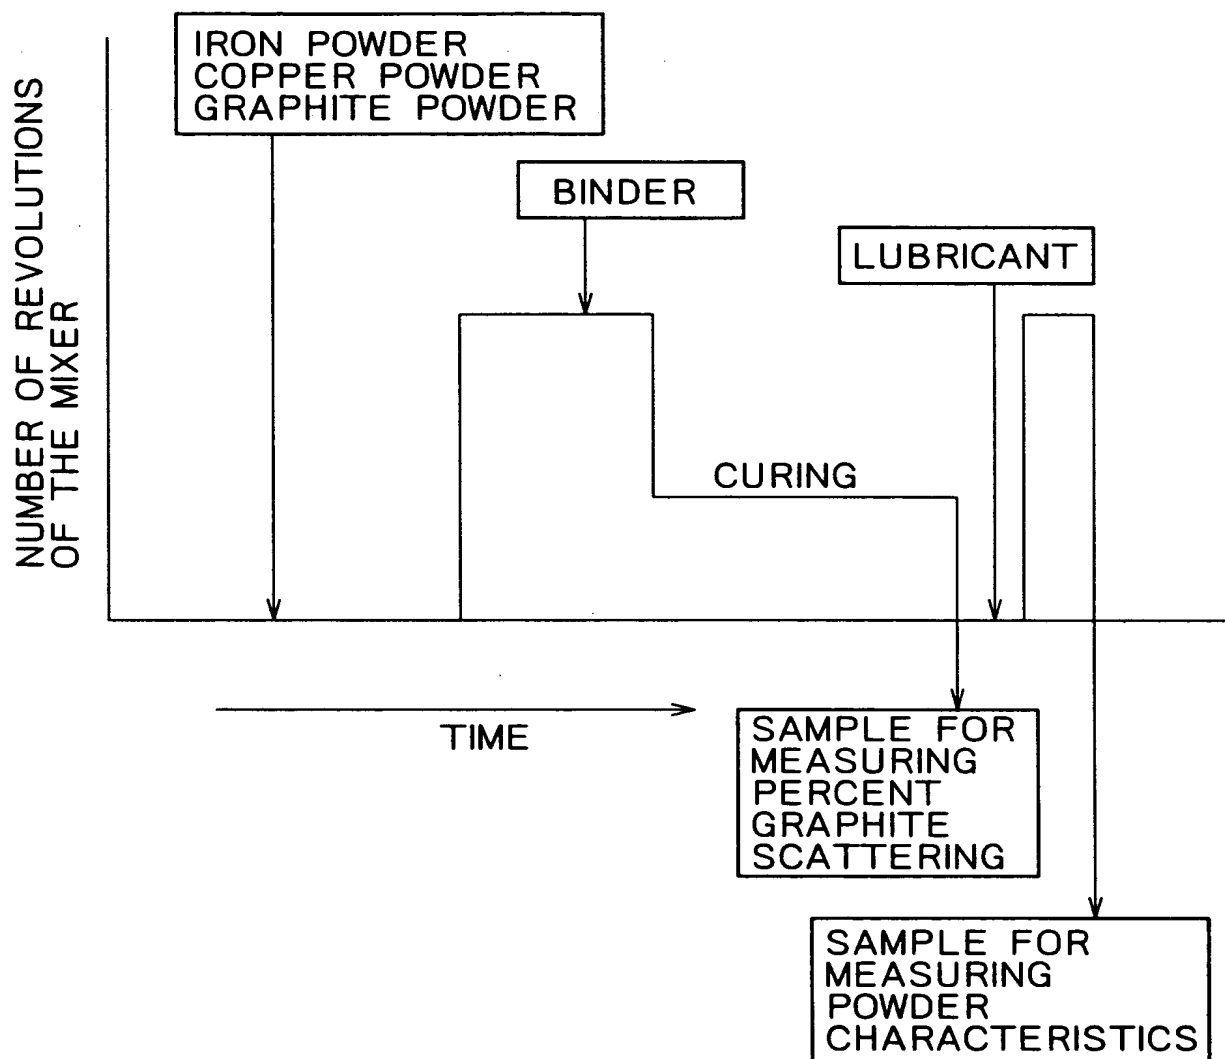 IRON POWDER
COPPER POWDER
GRAPHITE POWDER
BINDER
LUBRICANT
NUMBER OF REVOLUTIONS
OF THE MIXER
CURING
TIME
SAMPLE FOR
MEASURING
PERCENT
GRAPHITE
SCATTERING
SAMPLE FOR
MEASURING
POWDER
CHARACTERISTICS